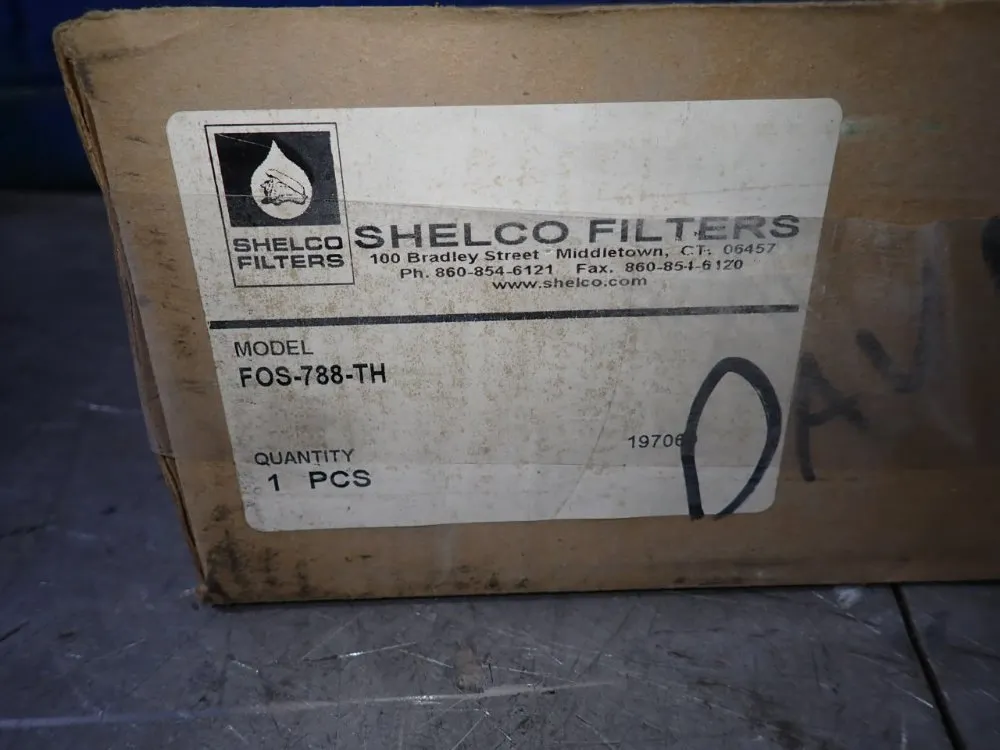 SHELCO
FILTERS
SHELCO FILTERS
100 Bradley Street Middletown, CT. 06457
Ph. 860-854-6121 Fax. 860-854-6120
www.shelco.com
MODEL
FOS-788-TH
QUANTITY
1 PCS
DAV